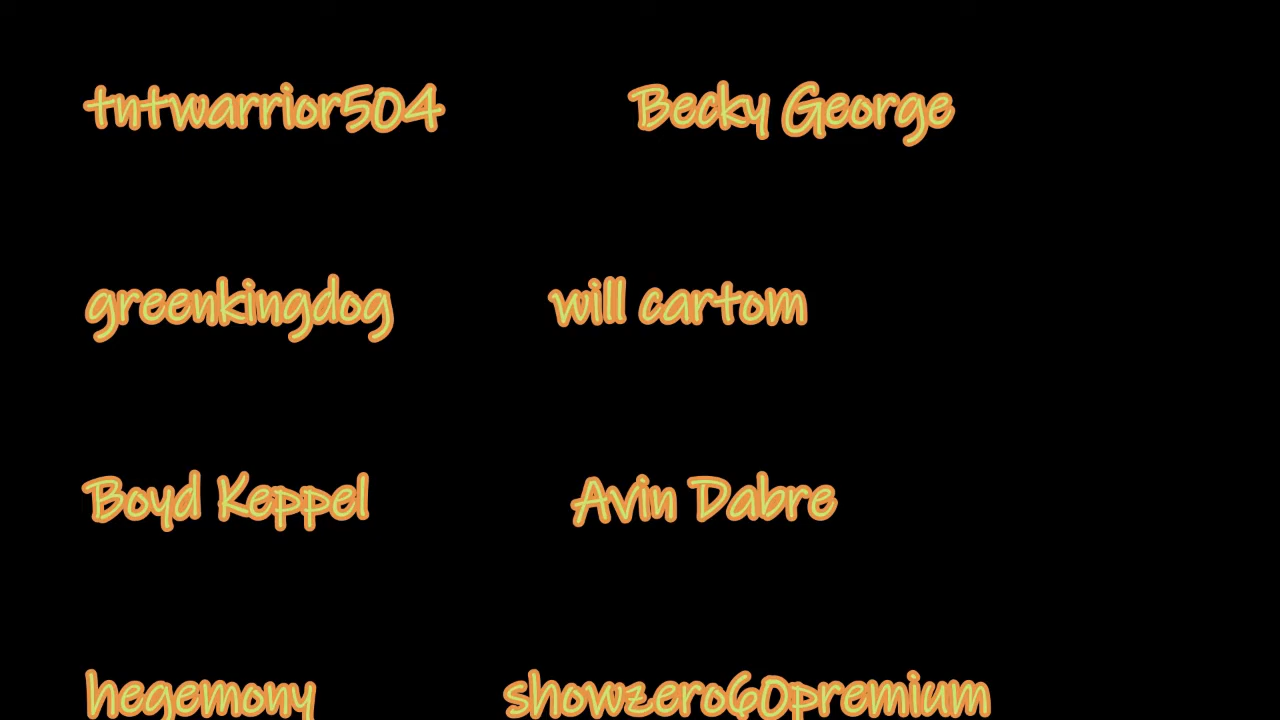 tntwarrior504 Becky George
greenkingdog will cartom
Boyd Keppel Avin Dabre
hegemony showzero60premium